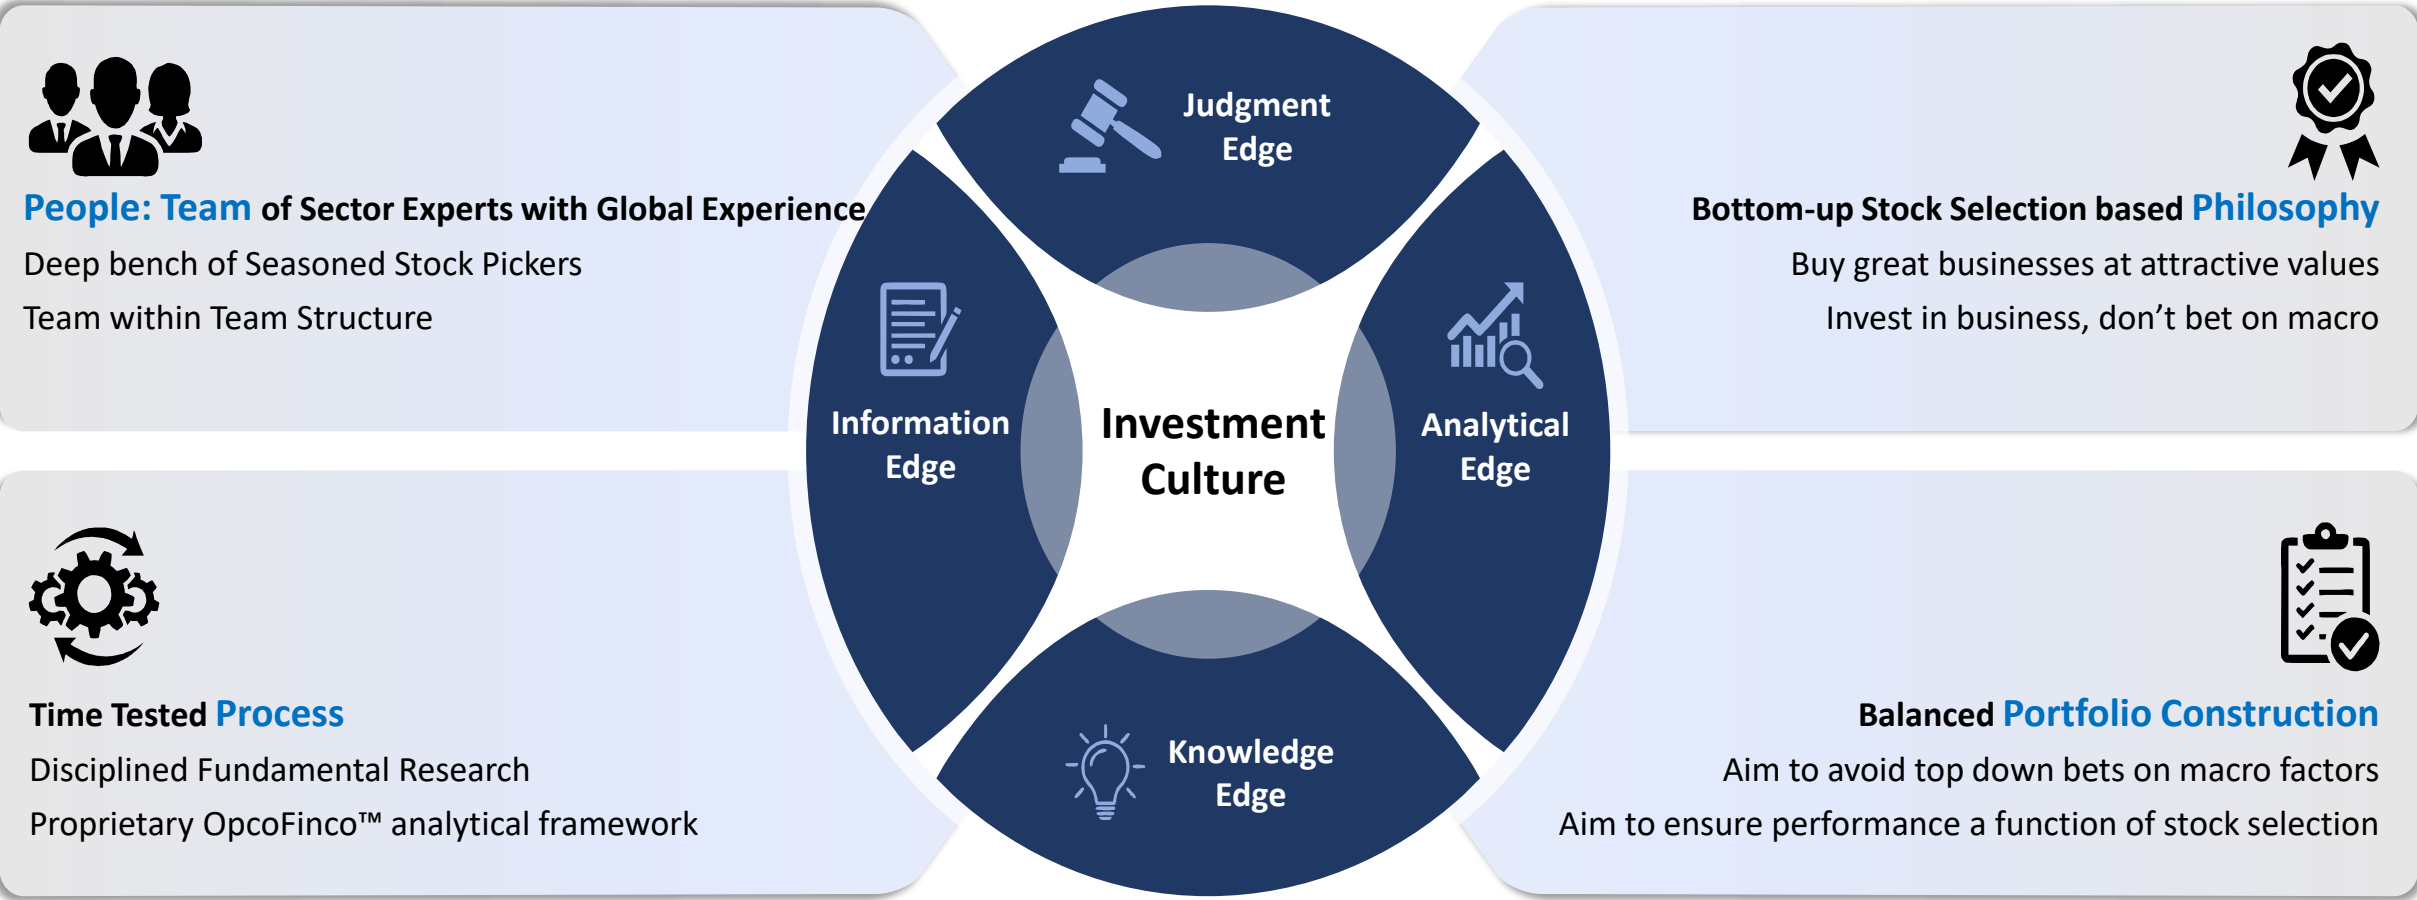 People: Team of Sector Experts with Global Experience
Deep bench of Seasoned Stock Pickers
Team within Team Structure
Judgment
Edge
Bottom-up Stock Selection based Philosophy
Buy great businesses at attractive values
Invest in business, don’t bet on macro
Information
Edge
Investment
Culture
Analytical
Edge
Time Tested Process
Disciplined Fundamental Research
Proprietary OpcoFinco™ analytical framework
Knowledge
Edge
Balanced Portfolio Construction
Aim to avoid top down bets on macro factors
Aim to ensure performance a function of stock selection